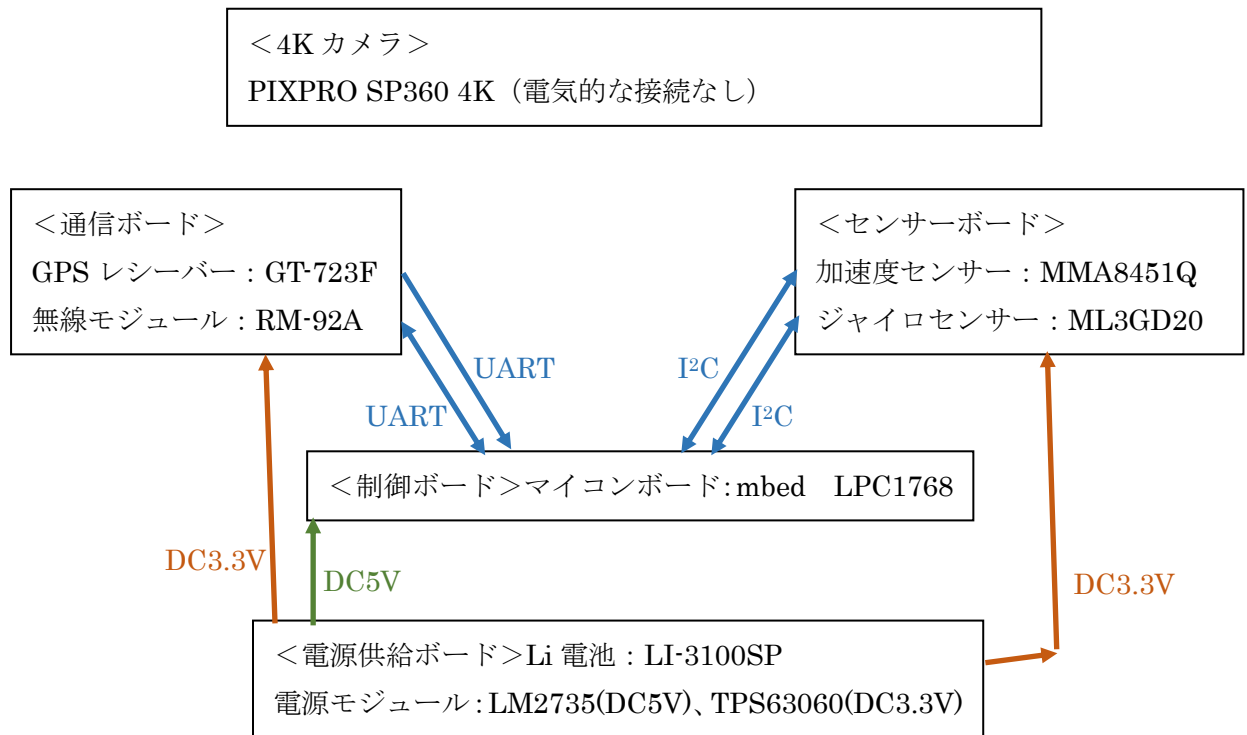 <4K カメラ>
PIXPRO SP360 4K（電気的な接続なし）
<通信ボード>
GPS レシーバー：GT-723F
無線モジュール：RM-92A
<センサーボード>
加速度センサー：MMA8451Q
ジャイロセンサー：ML3GD20
UART
I²C
UART
I²C
<制御ボード>マイコンボード：mbed　LPC1768
DC3.3V
DC5V
DC3.3V
<電源供給ボード>Li 電池：LI-3100SP
電源モジュール：LM2735(DC5V)、TPS63060(DC3.3V)